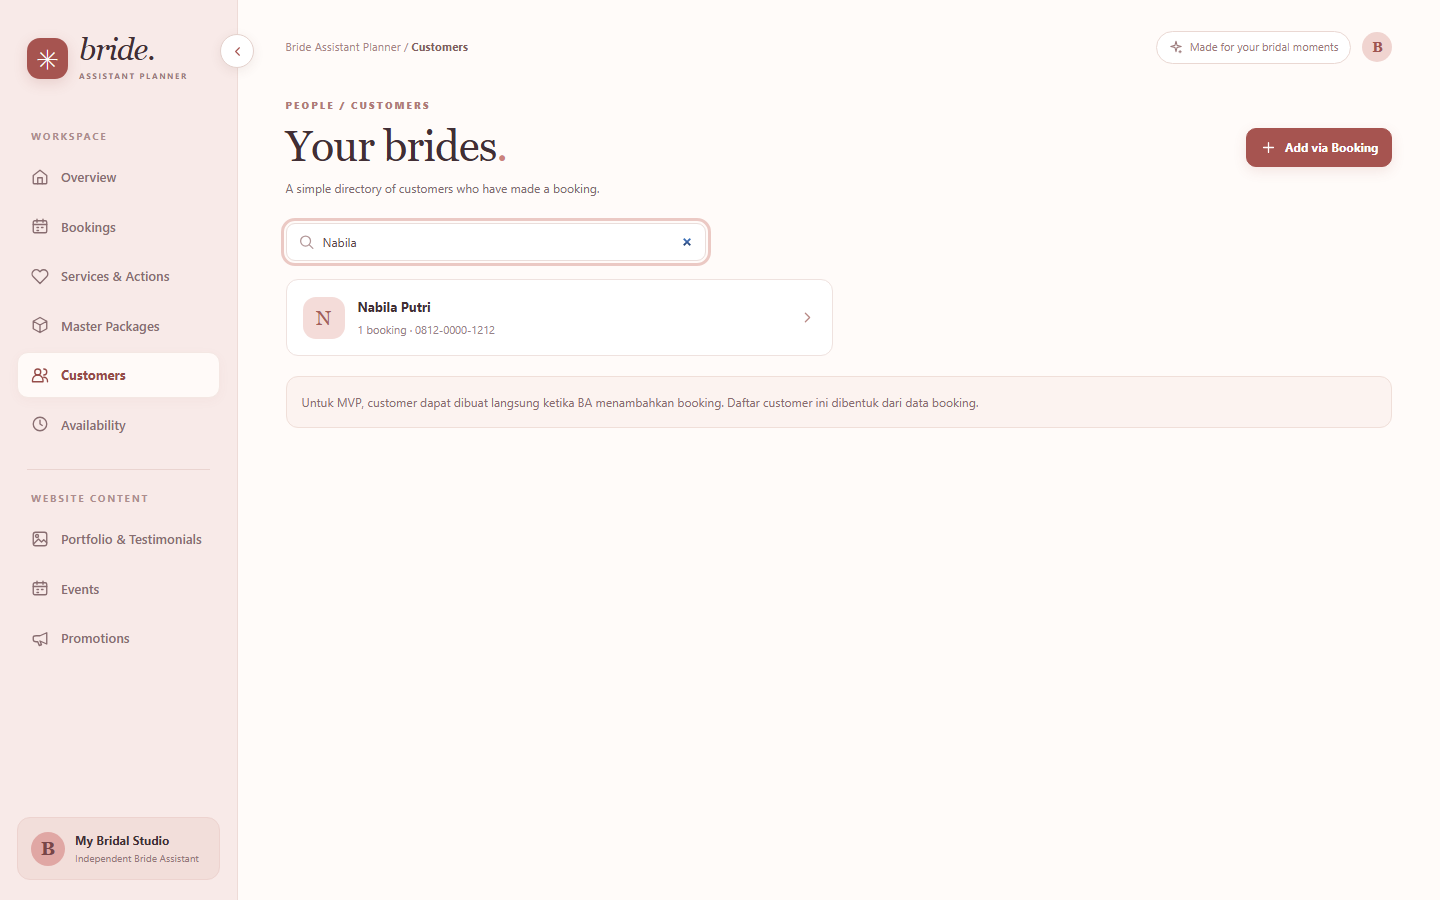 bride.
ASSISTANT PLANNER
WORKSPACE
Overview
Bookings
Services & Actions
Master Packages
Customers
Availability
WEBSITE CONTENT
Portfolio & Testimonials
Events
Promotions
B
My Bridal Studio
Independent Bride Assistant
Bride Assistant Planner / Customers
Made for your bridal moments
B
PEOPLE / CUSTOMERS
Your brides.
A simple directory of customers who have made a booking.
Add via Booking
Nabila
N
Nabila Putri
1 booking · 0812-0000-1212
Untuk MVP, customer dapat dibuat langsung ketika BA menambahkan booking. Daftar customer ini dibentuk dari data booking.